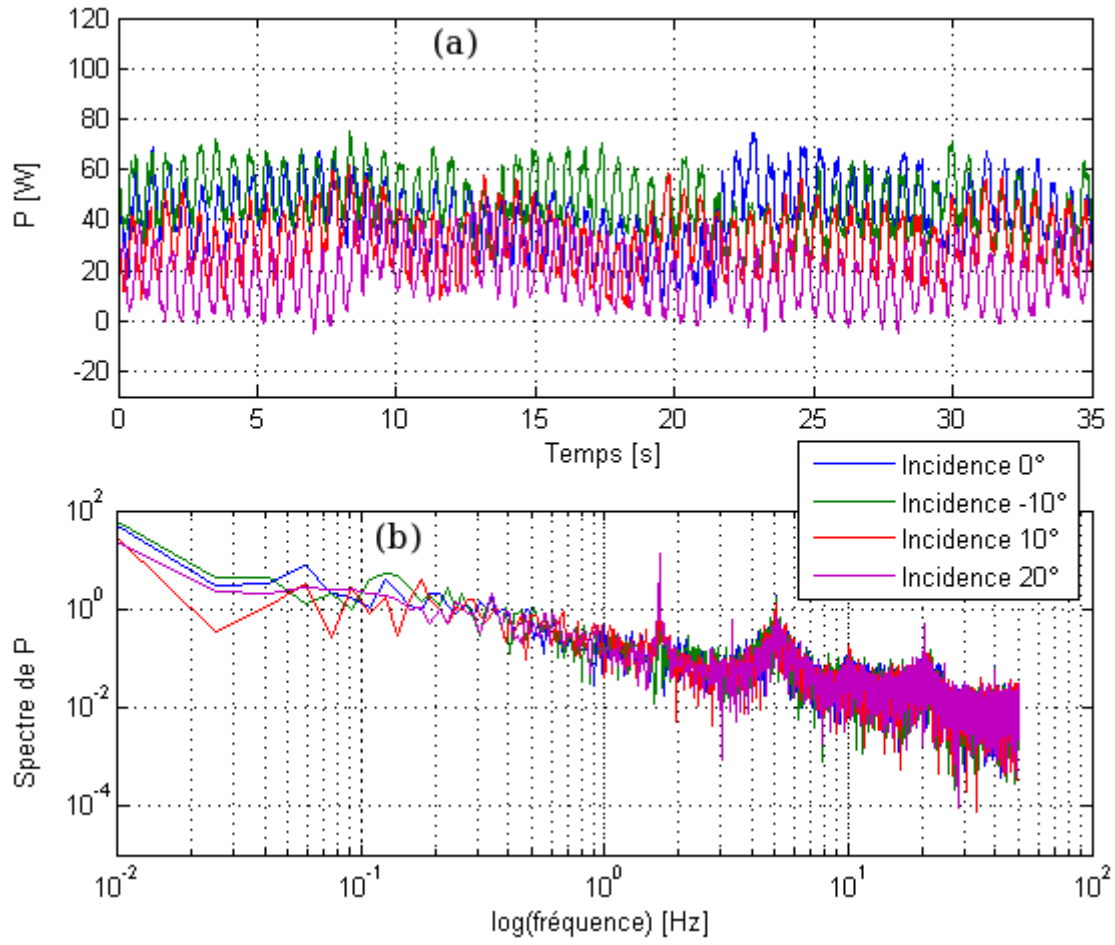 (a)
P [W]
120
100
80
60
40
20
0
-20
0 5 10 15 20 25 30 35
Temps [s]
Incidence 0°
Incidence -10°
Incidence 10°
Incidence 20°
(b)
Spectre de P
10^2
10^0
10^-2
10^-4
10^-2 10^-1 10^0 10^1 10^2
log(fréquence) [Hz]